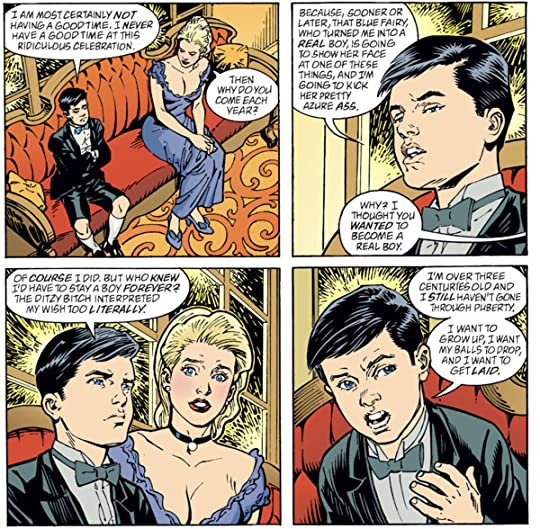 I AM MOST CERTAINLY NOT
HAVING A GOOD TIME. I NEVER
HAVE A GOOD TIME AT THIS
RIDICULOUS CELEBRATION.
THEN
WHY DO YOU
COME EACH
YEAR?
BECAUSE, SOONER OR
LATER, THAT BLUE FAIRY,
WHO TURNED ME INTO A
REAL BOY, IS GOING
TO SHOW HER FACE
AT ONE OF THESE
THINGS, AND I'M
GOING TO KICK
HER PRETTY
AZURE ASS.
WHY? I
THOUGHT YOU
WANTED TO
BECOME A
REAL BOY.
OF COURSE I DID. BUT WHO KNEW
I'D HAVE TO STAY A BOY FOREVER?
THE DITZY BITCH INTERPRETED
MY WISH TOO LITERALLY.
I'M OVER THREE
CENTURIES OLD AND
I STILL HAVEN'T GONE
THROUGH PUBERTY.
I WANT
TO GROW UP, I WANT
MY BALLS TO DROP,
AND I WANT TO
GET LAID.